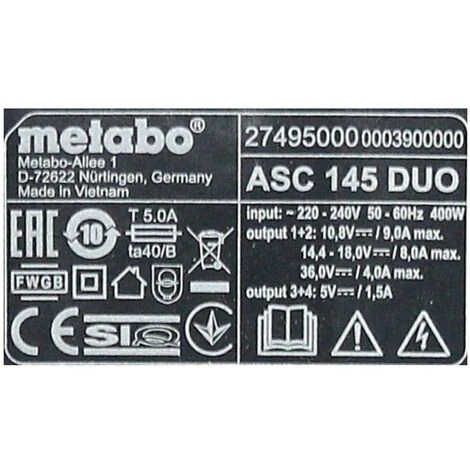 metabo®
Metabo-Allee 1
D-72622 Nürtingen, Germany
Made in Vietnam
EAC 10 T 5.0A
ta40/B
FWGB
CE SIQ
27495000 0003900000
ASC 145 DUO
input: ~ 220 - 240V 50 - 60Hz 400W
output 1+2: 10,8V⎓ / 9,0A max.
14,4 - 18,0V⎓ / 8,0A max.
36,0V⎓ / 4,0A max.
output 3+4: 5V⎓ / 1,5A